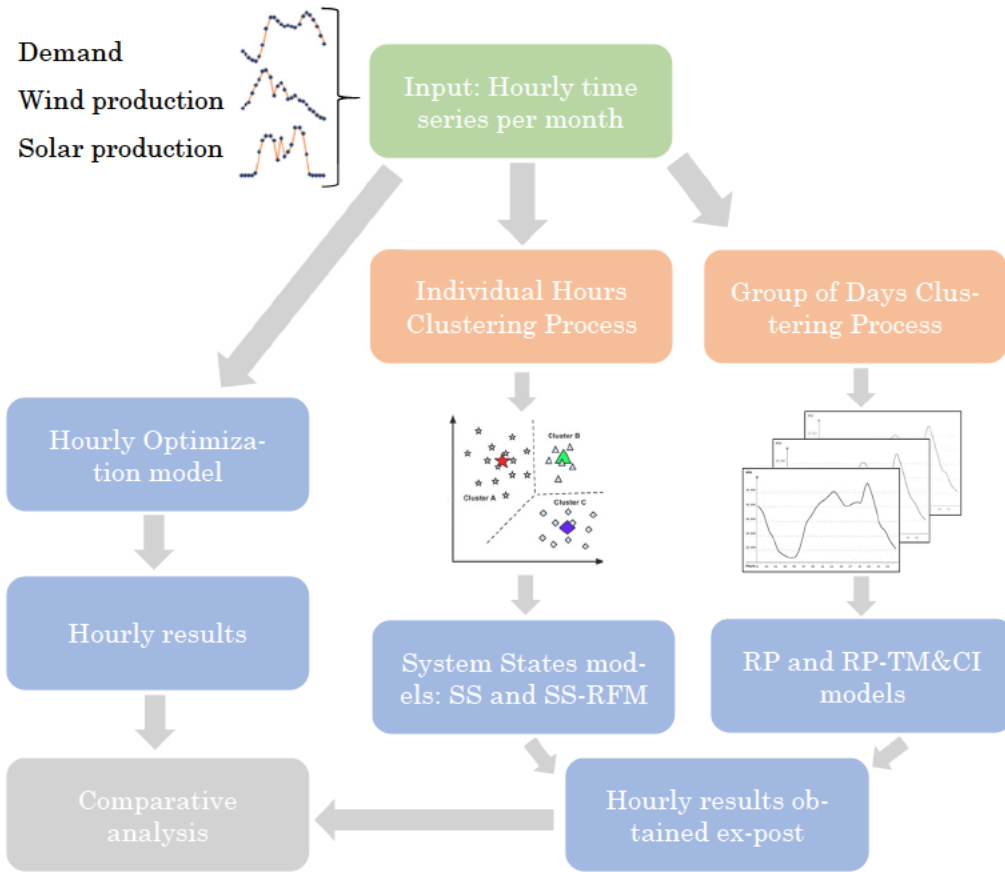 Demand
Wind production
Solar production
Input: Hourly time
series per month
Individual Hours
Clustering Process
Group of Days Clus-
tering Process
Hourly Optimiza-
tion model
Cluster A
Cluster B
Cluster C
Hourly results
System States mod-
els: SS and SS-RFM
RP and RP-TM&CI
models
Comparative
analysis
Hourly results ob-
tained ex-post